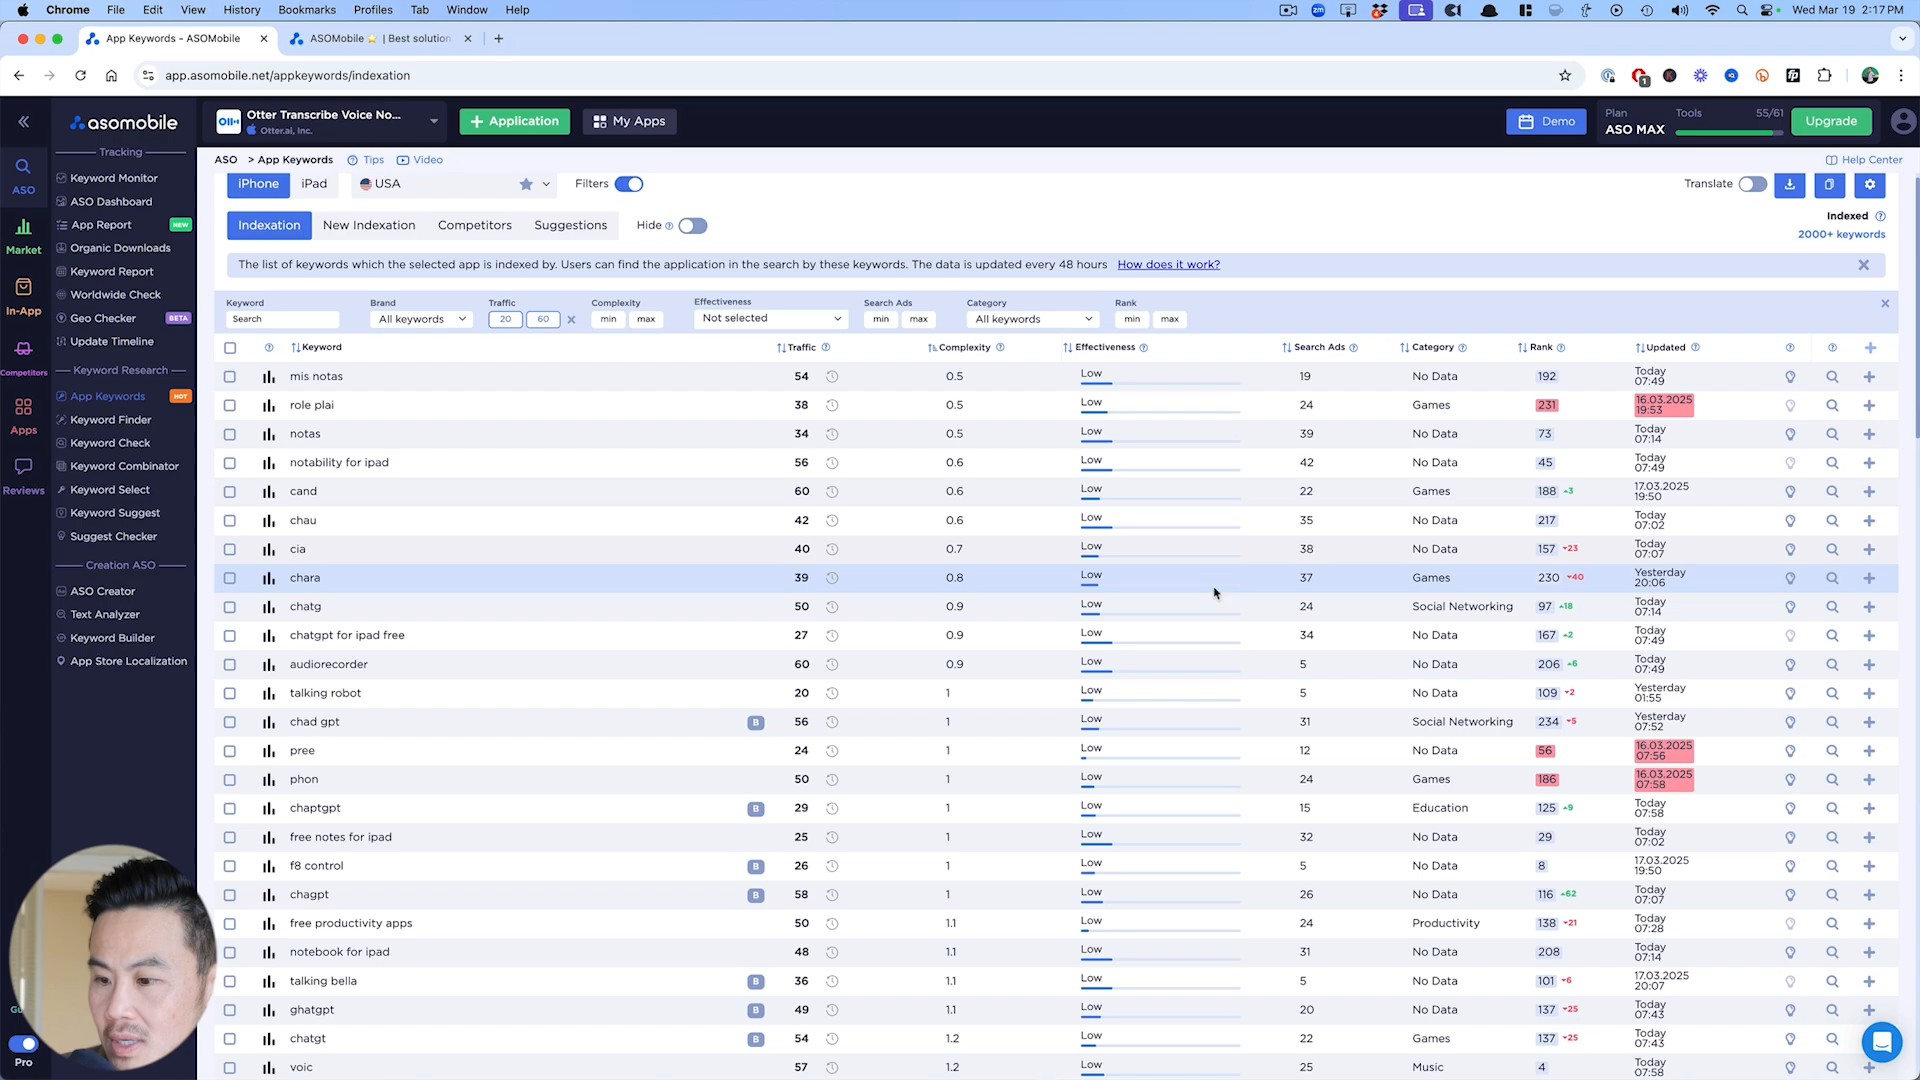 Chrome File Edit View History Bookmarks Profiles Tab Window Help
Wed Mar 19 2:17 PM
App Keywords - ASOMobile
ASOMobile | Best solution
app.asomobile.net/appkeywords/indexation
asomobile
Otter Transcribe Voice No...
Otter.ai, Inc.
Application
My Apps
Demo
Plan
ASO MAX
Tools
55/61
Upgrade
ASO > App Keywords Tips Video
Help Center
iPhone iPad USA Filters
Translate
Indexation New Indexation Competitors Suggestions Hide
Indexed
2000+ keywords
The list of keywords which the selected app is indexed by. Users can find the application in the search by these keywords. The data is updated every 48 hours How does it work?
ASO
Market
In-App
Competitors
Apps
Reviews
Pro
Tracking
Keyword Monitor
ASO Dashboard
App Report NEW
Organic Downloads
Keyword Report
Worldwide Check
Geo Checker BETA
Update Timeline
Keyword Research
App Keywords HOT
Keyword Finder
Keyword Check
Keyword Combinator
Keyword Select
Keyword Suggest
Suggest Checker
Creation ASO
ASO Creator
Text Analyzer
Keyword Builder
App Store Localization
Keyword Brand Traffic Complexity Effectiveness Search Ads Category Rank
Search All keywords 20 60 min max Not selected min max All keywords min max
Keyword Traffic Complexity Effectiveness Search Ads Category Rank Updated
mis notas 54 0.5 Low 19 No Data 192 Today 07:49
role plai 38 0.5 Low 24 Games 231 16.03.2025 19:53
notas 34 0.5 Low 39 No Data 73 Today 07:14
notability for ipad 56 0.6 Low 42 No Data 45 Today 07:49
cand 60 0.6 Low 22 Games 188 3 17.03.2025 19:50
chau 42 0.6 Low 35 No Data 217 Today 07:02
cia 40 0.7 Low 38 No Data 157 23 Today 07:07
chara 39 0.8 Low 37 Games 230 40 Yesterday 20:06
chatg 50 0.9 Low 24 Social Networking 97 18 Today 07:14
chatgpt for ipad free 27 0.9 Low 34 No Data 167 2 Today 07:49
audiorecorder 60 0.9 Low 5 No Data 206 6 Today 07:49
talking robot 20 1 Low 5 No Data 109 2 Yesterday 01:55
chad gpt B 56 1 Low 31 Social Networking 234 5 Yesterday 07:52
pree 24 1 Low 12 No Data 56 16.03.2025 07:56
phon 50 1 Low 24 Games 186 16.03.2025 07:58
chaptgpt B 29 1 Low 15 Education 125 9 Today 07:58
free notes for ipad 25 1 Low 32 No Data 29 Today 07:02
f8 control B 26 1 Low 5 No Data 8 17.03.2025 19:50
chagpt B 58 1 Low 26 No Data 116 62 Today 07:07
free productivity apps 50 1.1 Low 24 Productivity 138 21 Today 07:28
notebook for ipad 48 1.1 Low 31 No Data 208 Today 07:14
talking bella B 36 1.1 Low 5 No Data 101 6 17.03.2025 20:07
ghatgpt B 49 1.1 Low 20 No Data 137 25 Today 07:43
chatgt B 54 1.2 Low 22 Games 137 25 Today 07:43
voic 57 1.2 Low 25 Music 4 Today 07:58